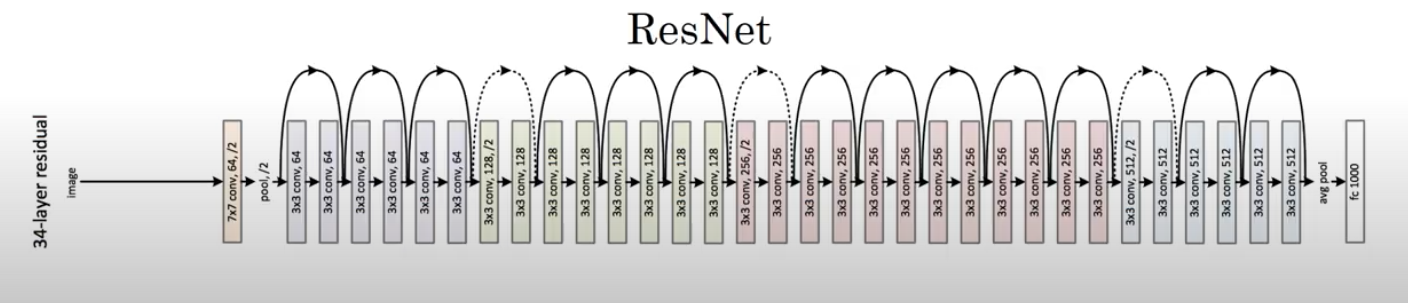 ResNet
34-layer residual
image
7x7 conv, 64, /2
pool, /2
3x3 conv, 64
3x3 conv, 64
3x3 conv, 64
3x3 conv, 64
3x3 conv, 64
3x3 conv, 64
3x3 conv, 128, /2
3x3 conv, 128
3x3 conv, 128
3x3 conv, 128
3x3 conv, 128
3x3 conv, 128
3x3 conv, 128
3x3 conv, 128
3x3 conv, 256, /2
3x3 conv, 256
3x3 conv, 256
3x3 conv, 256
3x3 conv, 256
3x3 conv, 256
3x3 conv, 256
3x3 conv, 256
3x3 conv, 256
3x3 conv, 256
3x3 conv, 256
3x3 conv, 256
3x3 conv, 512, /2
3x3 conv, 512
3x3 conv, 512
3x3 conv, 512
3x3 conv, 512
3x3 conv, 512
avg pool
fc 1000